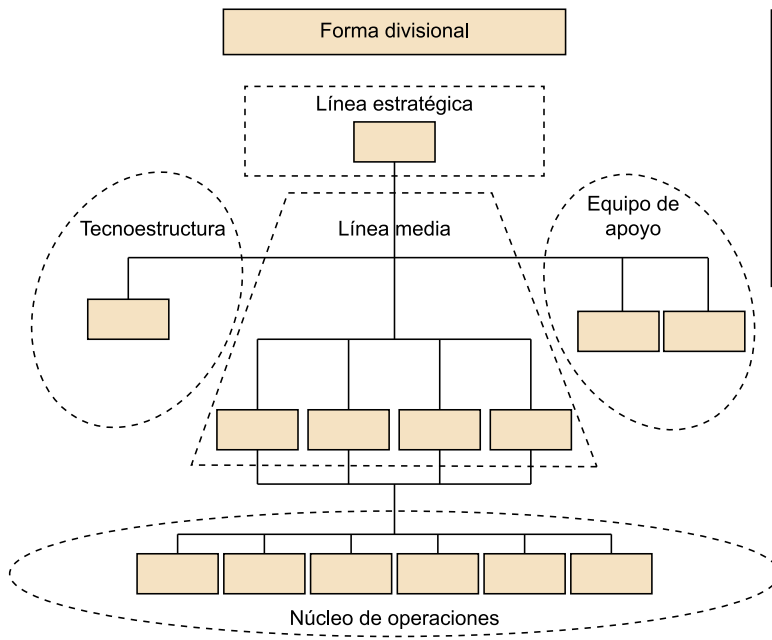 Forma divisional
Línea estratégica
Tecnoestructura
Línea media
Equipo de
apoyo
Núcleo de operaciones